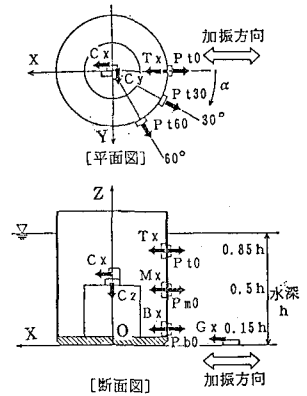 加振方向
X
Cx
Tx
Pt0
Cy
Pt30
α
30°
Pt60
Y
60°
[平面図]
Z
Tx
Cx
Pt0
0.85h
Cz
Mx
0.5h
水深
h
Pm0
Bx
Gx
0.15h
X
O
Pb0
加振方向
[断面図]